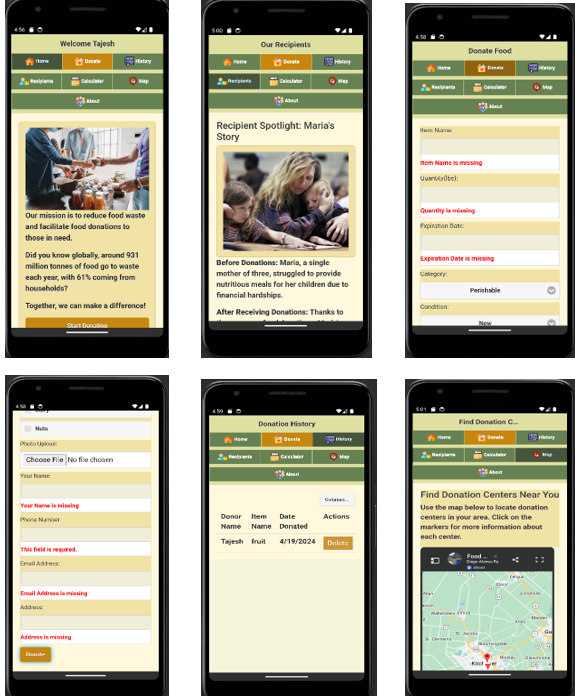 4:56
Welcome Tajesh
Home
Donate
History
Recipients
Calculator
Map
About
Our mission is to reduce food waste
and facilitate food donations to
those in need.
Did you know globally, around 931
million tonnes of food go to waste
each year, with 61% coming from
households?
Together, we can make a difference!
Start Donating
5:00
Our Recipients
Home
Donate
History
Recipients
Calculator
Map
About
Recipient Spotlight: Maria's
Story
Before Donations: Maria, a single
mother of three, struggled to provide
nutritious meals for her children due to
financial hardships.
After Receiving Donations: Thanks to
4:58
Donate Food
Home
Donate
History
Recipients
Calculator
Map
About
Item Name:
Item Name is missing
Quantity(lbs):
Quantity is missing
Expiration Date:
Expiration Date is missing
Category:
Perishable
Condition:
New
4:58
Nuts
Photo Upload:
Choose File No file chosen
Your Name:
Your Name is missing
Phone Number:
This field is required.
Email Address:
Email Address is missing
Address:
Address is missing
Donate
4:59
Donation History
Home
Donate
History
Recipients
Calculator
Map
About
Columns...
Donor Name
Item Name
Date Donated
Actions
Tajesh fruit 4/19/2024 Delete
5:01
Find Donation C...
Home
Donate
History
Recipients
Calculator
Map
About
Find Donation Centers Near You
Use the map below to locate donation
centers in your area. Click on the
markers for more information about
each center.
Food ...